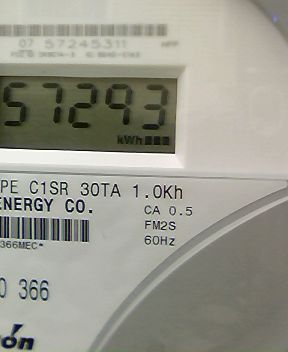 07 57245311
57293
kWh
PE C1SR 30TA 1.0Kh
ENERGY CO.
CA 0.5
FM2S
60Hz
366MEC*
0 366
ón